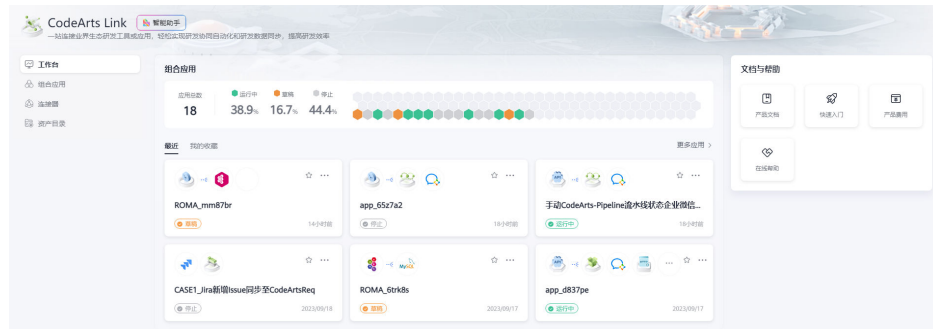 CodeArts Link 智能助手
一站连接业界生态研发工具或应用，轻松实现研发协同自动化和研发数据同步，提高研发效率
工作台
组合应用
连接器
资产目录
组合应用
应用总数
18
运行中
38.9%
草稿
16.7%
停止
44.4%
最近 我的收藏 更多应用 >
ROMA_mm87br
草稿 14小时前
app_65z7a2
停止 18小时前
手动CodeArts-Pipeline流水线状态企业微信...
运行中 18小时前
CASE1_Jira新增Issue同步至CodeArtsReq
停止 2023/09/18
MySQL
ROMA_6trk8s
草稿 2023/09/17
app_d837pe
运行中 2023/09/17
文档与帮助
产品文档
快速入门
产品费用
在线帮助